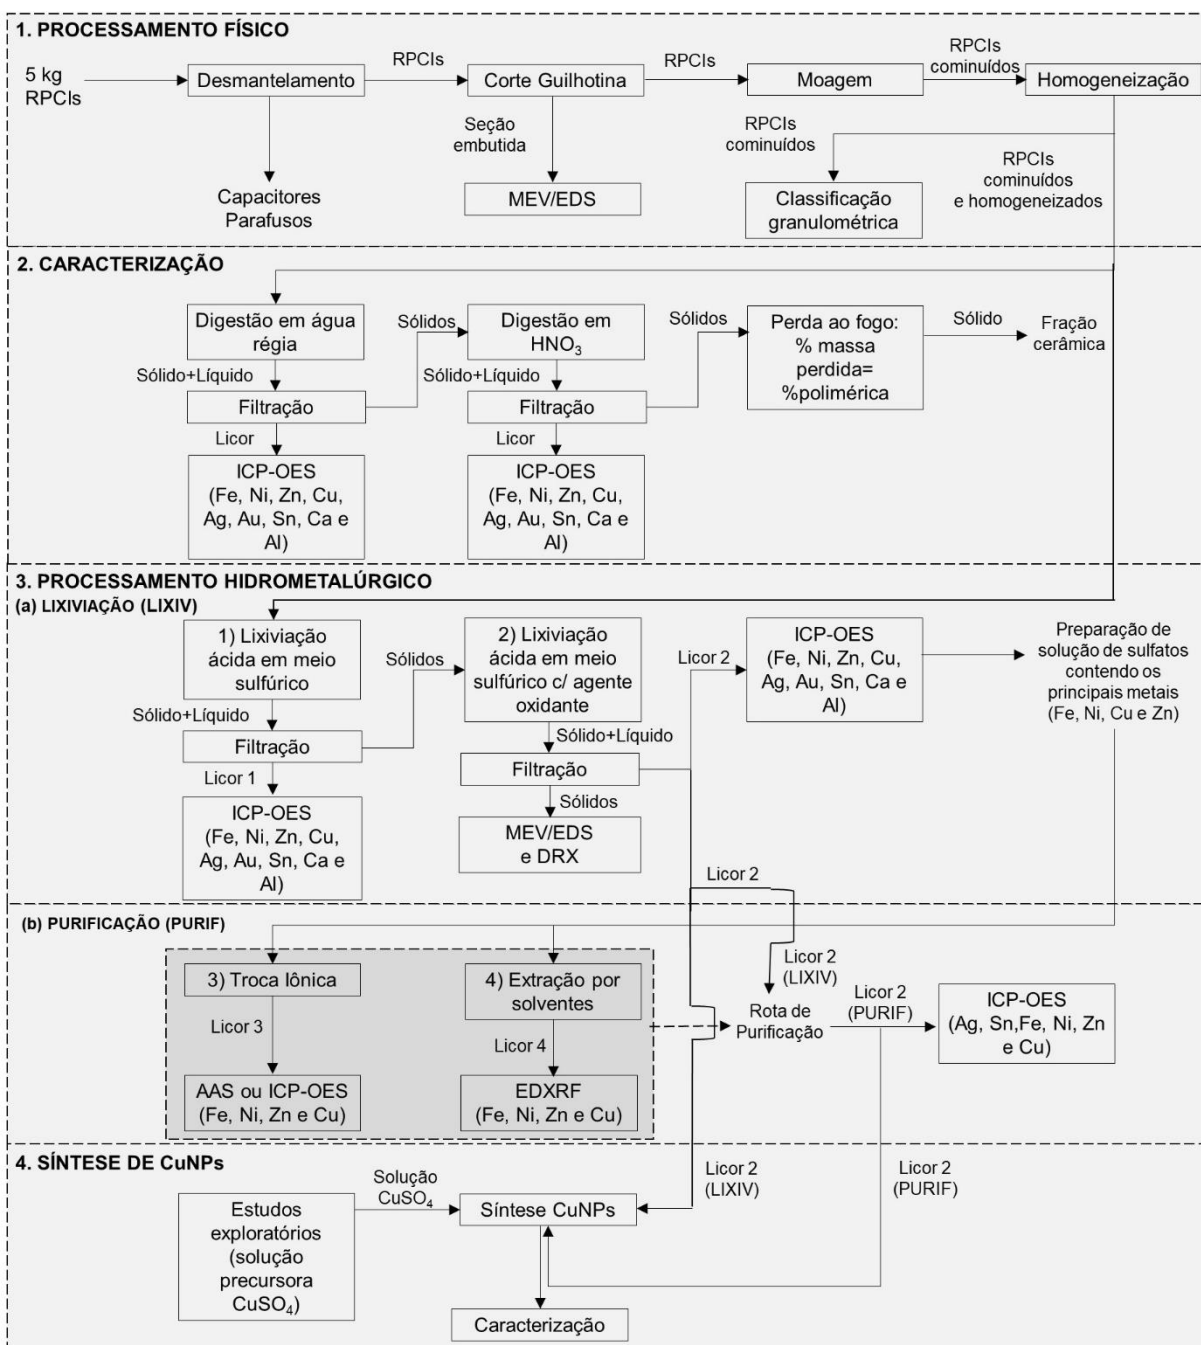 1. PROCESSAMENTO FÍSICO
5 kg
RPCIs
Desmantelamento
RPCIs
Corte Guilhotina
RPCIs
Moagem
RPCIs
cominuídos
Homogeneização
Capacitores
Parafusos
Seção
embutida
MEV/EDS
RPCIs
cominuídos
Classificação
granulométrica
RPCIs
cominuídos
e homogeneizados
2. CARACTERIZAÇÃO
Digestão em água
régia
Sólido+Líquido
Filtração
Licor
ICP-OES
(Fe, Ni, Zn, Cu,
Ag, Au, Sn, Ca e
Al)
Sólidos
Digestão em
HNO3
Sólido+Líquido
Filtração
Licor
ICP-OES
(Fe, Ni, Zn, Cu,
Ag, Au, Sn, Ca e
Al)
Sólidos
Perda ao fogo:
% massa
perdida=
%polimérica
Sólido
Fração
cerâmica
3. PROCESSAMENTO HIDROMETALÚRGICO
(a) LIXIVIAÇÃO (LIXIV)
1) Lixiviação
ácida em meio
sulfúrico
Sólido+Líquido
Filtração
Licor 1
ICP-OES
(Fe, Ni, Zn, Cu,
Ag, Au, Sn, Ca e
Al)
Sólidos
2) Lixiviação
ácida em meio
sulfúrico c/ agente
oxidante
Sólido+Líquido
Filtração
Sólidos
MEV/EDS
e DRX
Licor 2
ICP-OES
(Fe, Ni, Zn, Cu,
Ag, Au, Sn, Ca e
Al)
Preparação de
solução de sulfatos
contendo os
principais metais
(Fe, Ni, Cu e Zn)
Licor 2
(b) PURIFICAÇÃO (PURIF)
3) Troca Iônica
Licor 3
AAS ou ICP-OES
(Fe, Ni, Zn e Cu)
4) Extração por
solventes
Licor 4
EDXRF
(Fe, Ni, Zn e Cu)
Licor 2
(LIXIV)
Rota de
Purificação
Licor 2
(PURIF)
ICP-OES
(Ag, Sn,Fe, Ni, Zn
e Cu)
4. SÍNTESE DE CuNPs
Estudos
exploratórios
(solução
precursora
CuSO4)
Solução
CuSO4
Síntese CuNPs
Licor 2
(LIXIV)
Licor 2
(PURIF)
Caracterização